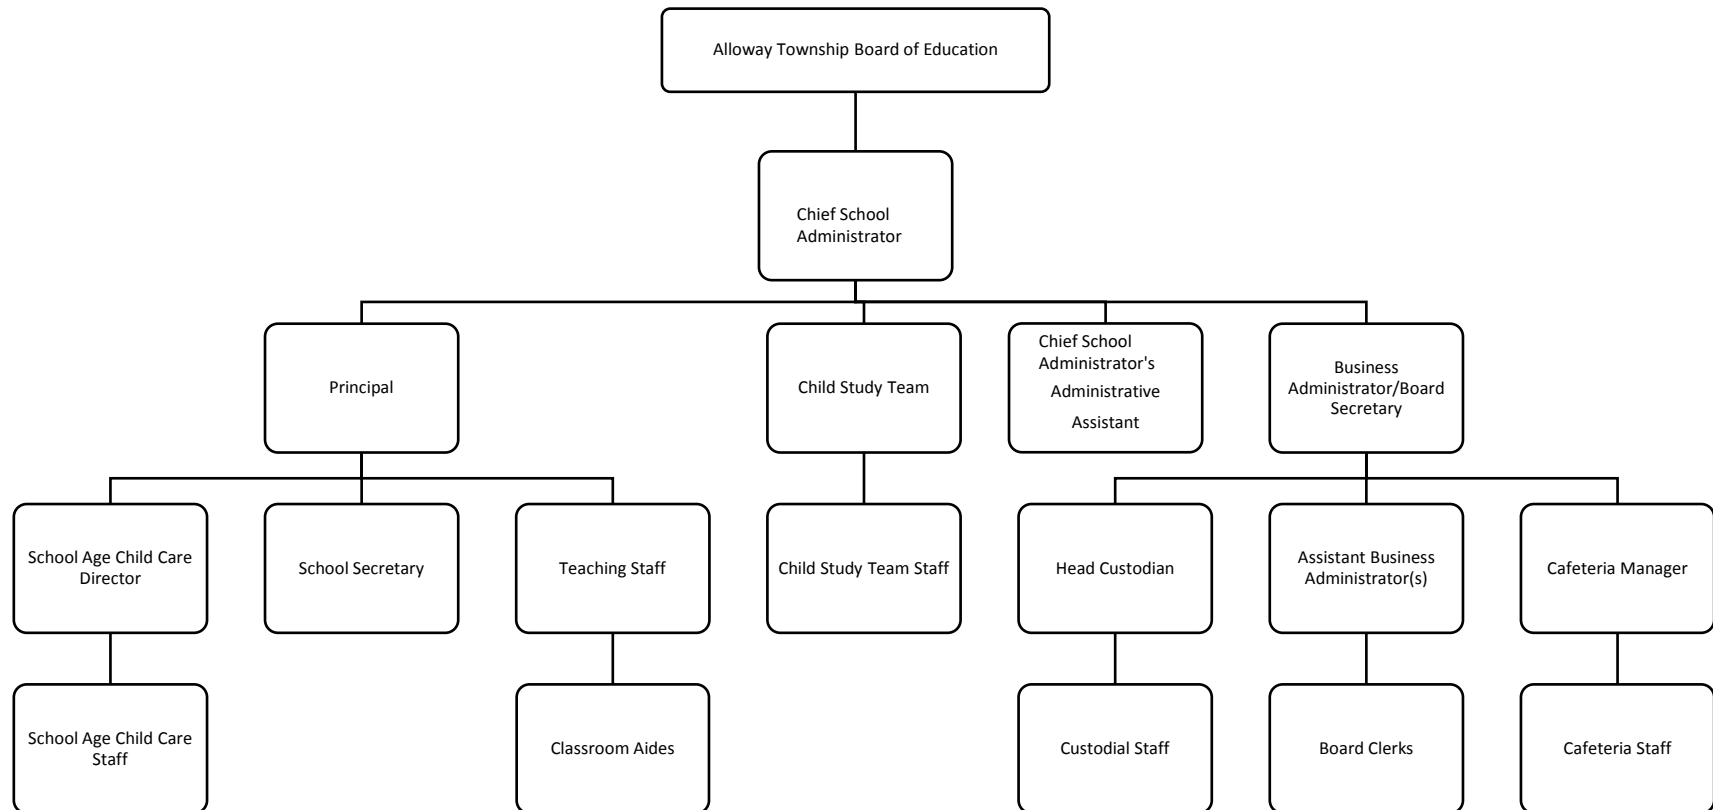 Alloway Township Board of Education
Chief School
Administrator
Principal
Child Study Team
Chief School
Administrator's
Administrative
Assistant
Business
Administrator/Board
Secretary
School Age Child Care
Director
School Secretary
Teaching Staff
Child Study Team Staff
Head Custodian
Assistant Business
Administrator(s)
Cafeteria Manager
School Age Child Care
Staff
Classroom Aides
Custodial Staff
Board Clerks
Cafeteria Staff